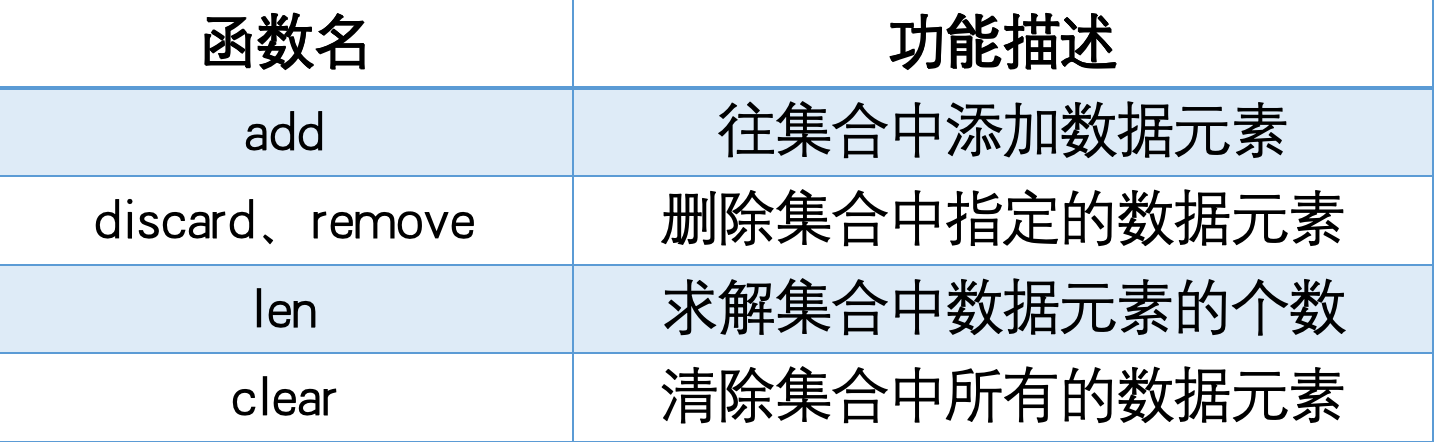 函数名 功能描述
add 往集合中添加数据元素
discard、remove 删除集合中指定的数据元素
len 求解集合中数据元素的个数
clear 清除集合中所有的数据元素